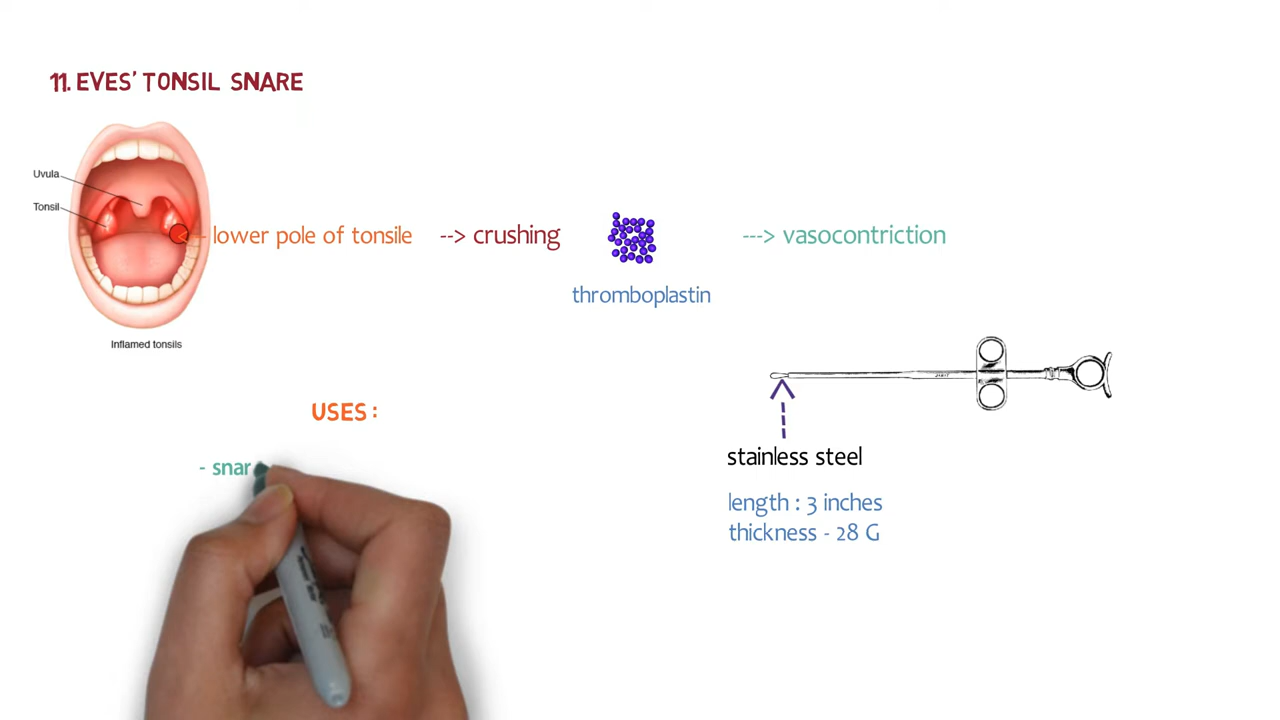 11. EVES' TONSIL SNARE
Uvula
Tonsil
lower pole of tonsile --> crushing ---> vasocontriction
thromboplastin
Inflamed tonsils
USES :
- snar
stainless steel
length : 3 inches
thickness - 28 G